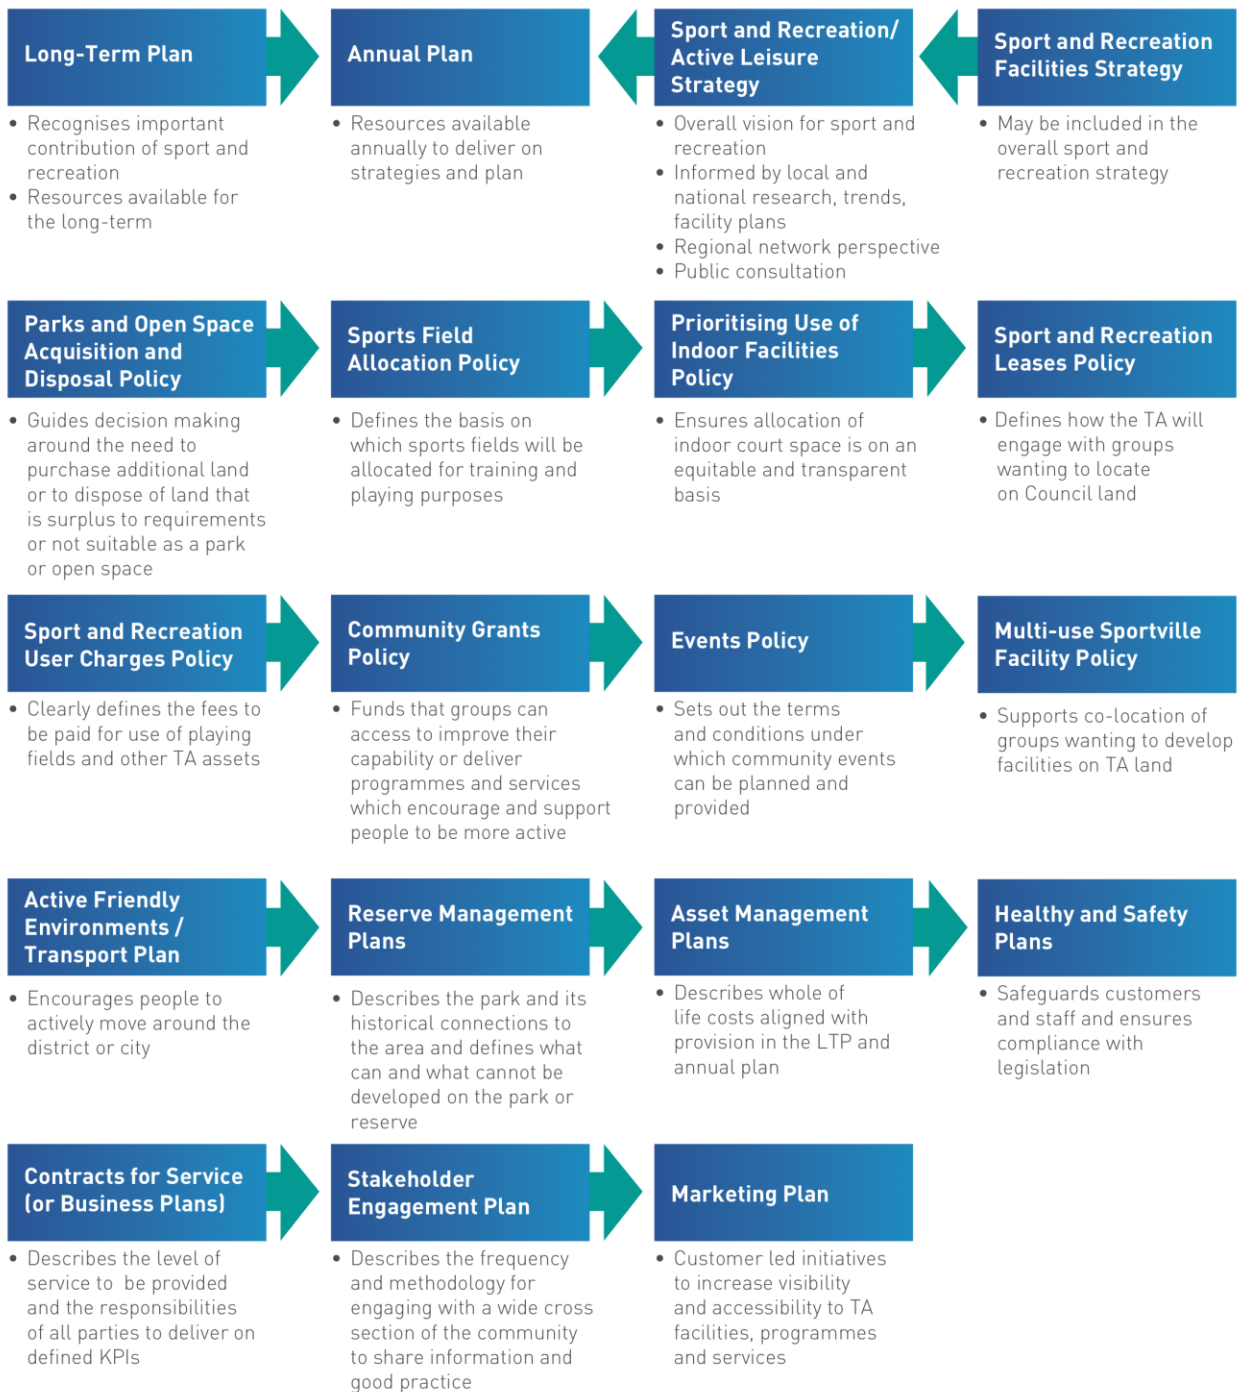 Long-Term Plan
• Recognises important
contribution of sport and
recreation
• Resources available for
the long-term
Annual Plan
• Resources available
annually to deliver on
strategies and plan
Sport and Recreation/
Active Leisure
Strategy
• Overall vision for sport and
recreation
• Informed by local and
national research, trends,
facility plans
• Regional network perspective
• Public consultation
Sport and Recreation
Facilities Strategy
• May be included in the
overall sport and
recreation strategy
Parks and Open Space
Acquisition and
Disposal Policy
• Guides decision making
around the need to
purchase additional land
or to dispose of land that
is surplus to requirements
or not suitable as a park
or open space
Sports Field
Allocation Policy
• Defines the basis on
which sports fields will be
allocated for training and
playing purposes
Prioritising Use of
Indoor Facilities
Policy
• Ensures allocation of
indoor court space is on an
equitable and transparent
basis
Sport and Recreation
Leases Policy
• Defines how the TA will
engage with groups
wanting to locate
on Council land
Sport and Recreation
User Charges Policy
• Clearly defines the fees to
be paid for use of playing
fields and other TA assets
Community Grants
Policy
• Funds that groups can
access to improve their
capability or deliver
programmes and services
which encourage and support
people to be more active
Events Policy
• Sets out the terms
and conditions under
which community events
can be planned and
provided
Multi-use Sportville
Facility Policy
• Supports co-location of
groups wanting to develop
facilities on TA land
Active Friendly
Environments /
Transport Plan
• Encourages people to
actively move around the
district or city
Reserve Management
Plans
• Describes the park and its
historical connections to
the area and defines what
can and what cannot be
developed on the park or
reserve
Asset Management
Plans
• Describes whole of
life costs aligned with
provision in the LTP and
annual plan
Healthy and Safety
Plans
• Safeguards customers
and staff and ensures
compliance with
legislation
Contracts for Service
(or Business Plans)
• Describes the level of
service to be provided
and the responsibilities
of all parties to deliver on
defined KPIs
Stakeholder
Engagement Plan
• Describes the frequency
and methodology for
engaging with a wide cross
section of the community
to share information and
good practice
Marketing Plan
• Customer led initiatives
to increase visibility
and accessibility to TA
facilities, programmes
and services